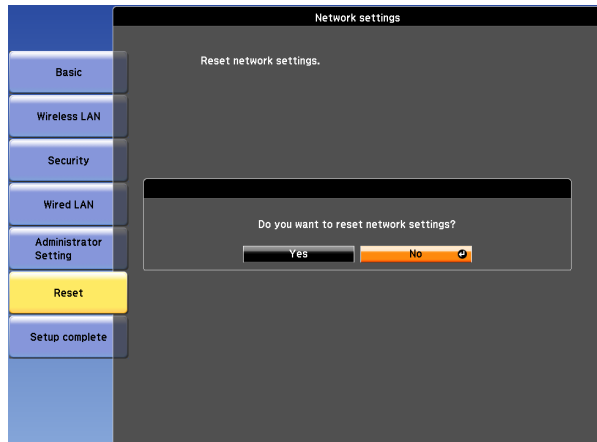 Network settings
Reset network settings.
Basic
Wireless LAN
Security
Wired LAN
Administrator
Setting
Reset
Setup complete
Do you want to reset network settings?
Yes
No